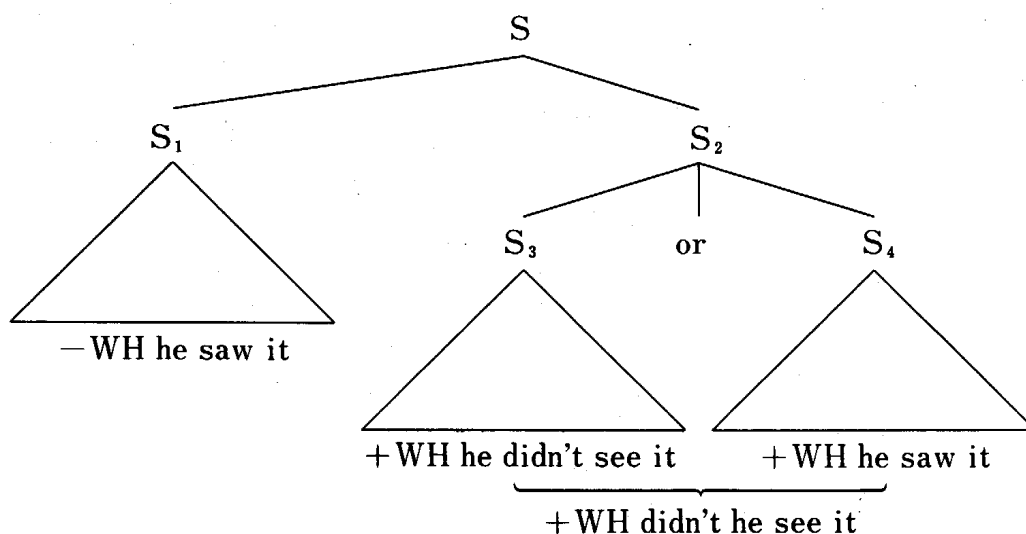 S
S₁ S₂
S₃ or S₄
−WH he saw it
+WH he didn't see it +WH he saw it
+WH didn't he see it